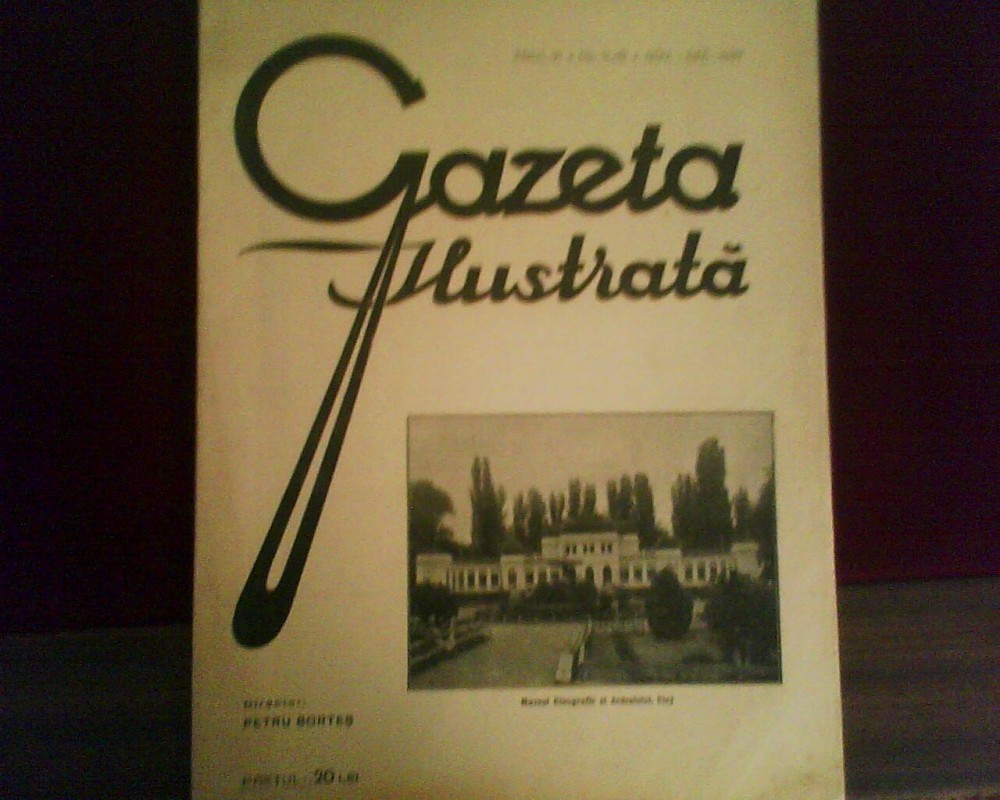 Gazeta
Ilustrată
Muzeul Etnografic al Ardealului, Cluj
Director:
PETRU BORTEȘ
PREȚUL: 20 LEI